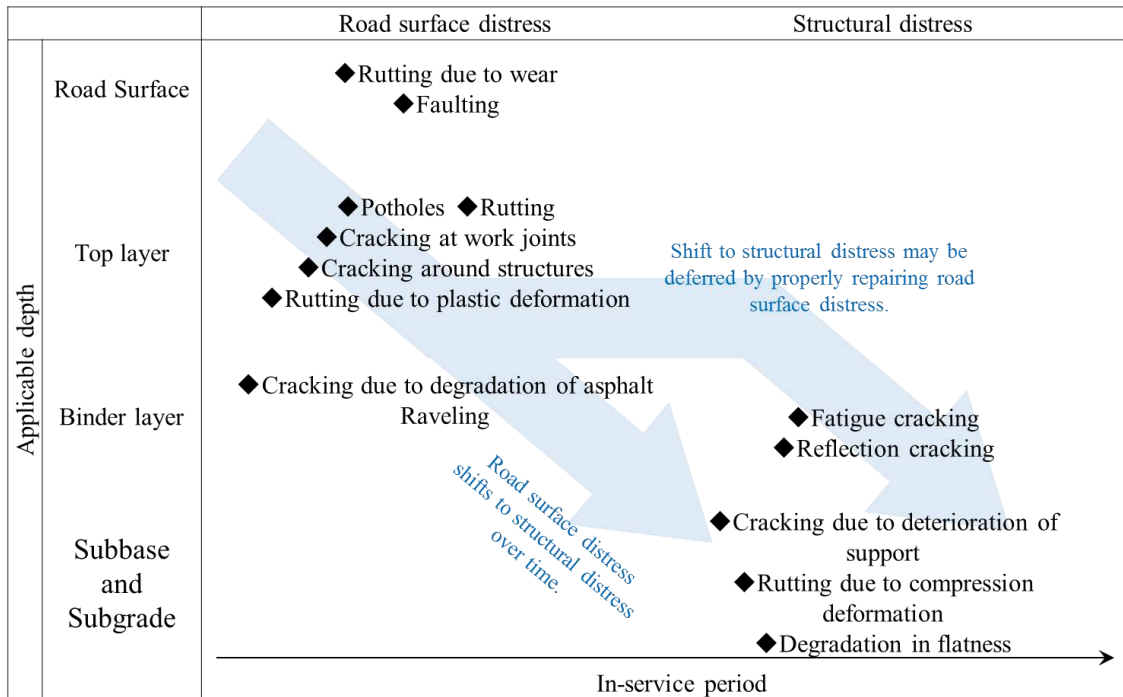 Road surface distress
Structural distress
Applicable depth
Road Surface
◆Rutting due to wear
◆Faulting
Top layer
◆Potholes ◆Rutting
◆Cracking at work joints
◆Cracking around structures
◆Rutting due to plastic deformation
Shift to structural distress may be
deferred by properly repairing road
surface distress.
Binder layer
◆Cracking due to degradation of asphalt
Raveling
◆Fatigue cracking
◆Reflection cracking
Road surface distress
shifts to structural distress
over time.
Subbase
and
Subgrade
◆Cracking due to deterioration of
support
◆Rutting due to compression
deformation
◆Degradation in flatness
In-service period